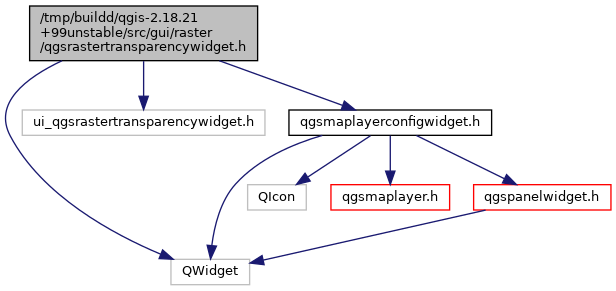 /tmp/buildd/qgis-2.18.21
+99unstable/src/gui/raster
/qgsrastertransparencywidget.h
ui_qgsrastertransparencywidget.h
qgsmaplayerconfigwidget.h
QIcon
qgsmaplayer.h
qgspanelwidget.h
QWidget